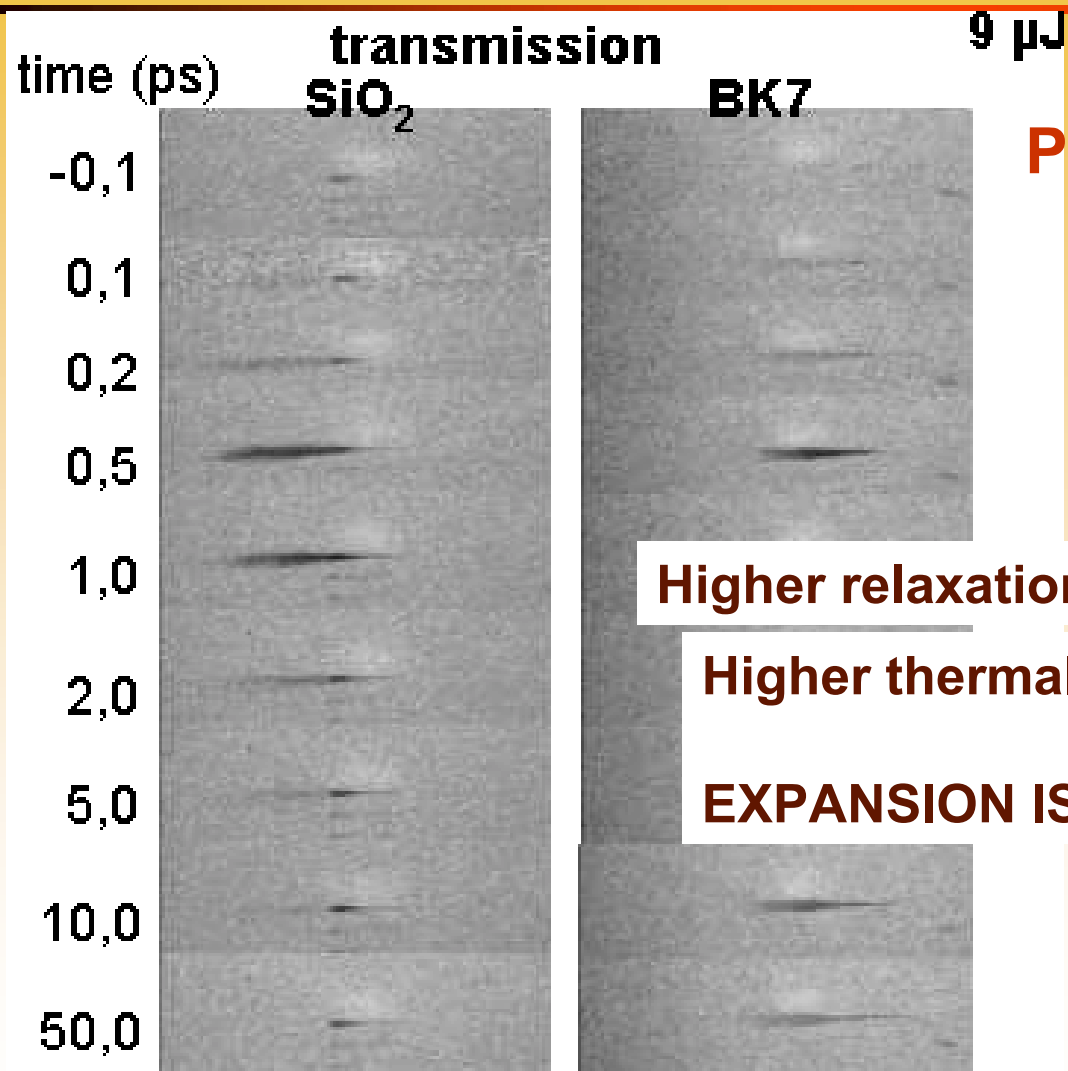 transmission
9 µJ
time (ps)
SiO₂
BK7
P
-0,1
0,1
0,2
0,5
1,0
Higher relaxation
Higher thermal
2,0
EXPANSION IS
5,0
10,0
50,0